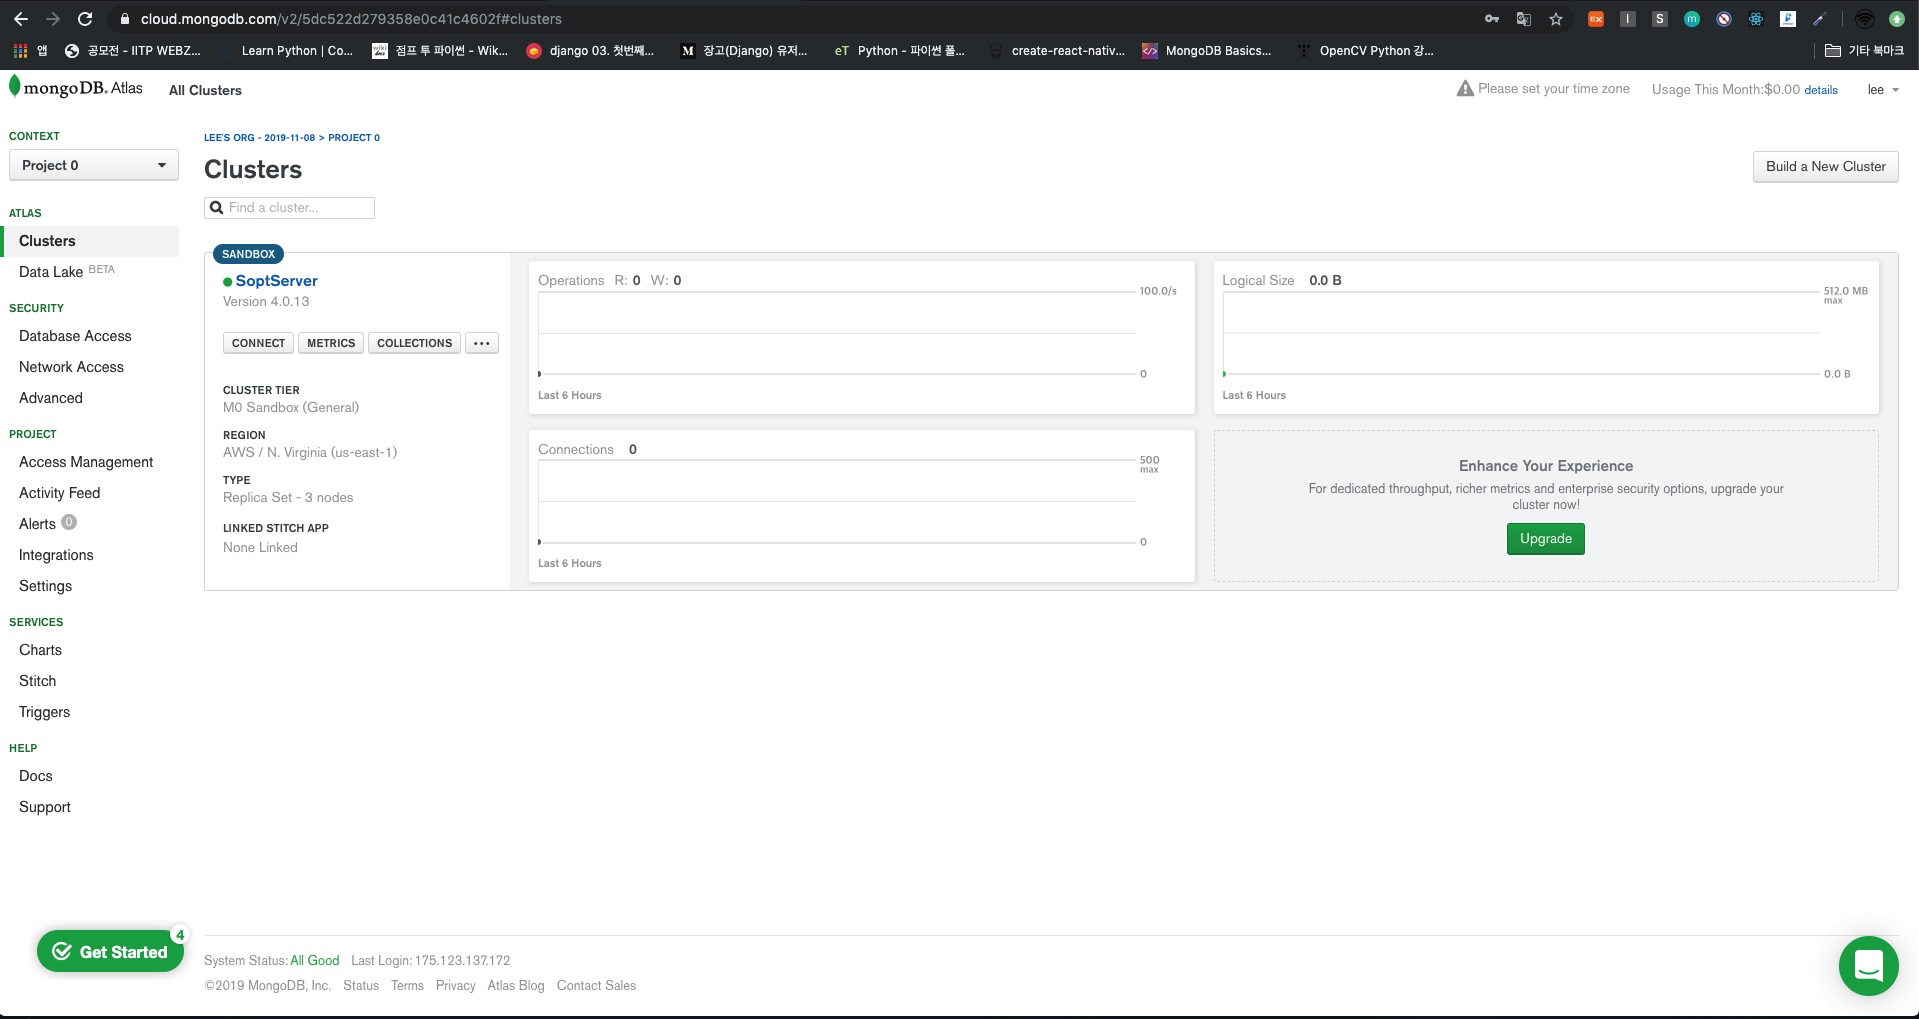 cloud.mongodb.com/v2/5dc522d279358e0c41c4602f#clusters
앱 공모전 - IITP WEBZ... Learn Python | Co... 점프 투 파이썬 - Wik... django 03. 첫번째... 장고(Django) 유저... Python - 파이썬 폴... create-react-nativ... MongoDB Basics... OpenCV Python 강... 기타 북마크
mongoDB. Atlas All Clusters Please set your time zone Usage This Month:$0.00 details lee
CONTEXT
Project 0
ATLAS
Clusters
Data Lake BETA
SECURITY
Database Access
Network Access
Advanced
PROJECT
Access Management
Activity Feed
Alerts 0
Integrations
Settings
SERVICES
Charts
Stitch
Triggers
HELP
Docs
Support
Get Started 4
LEE'S ORG - 2019-11-08 > PROJECT 0
Clusters
Build a New Cluster
Find a cluster...
SANDBOX
SoptServer
Version 4.0.13
CONNECT METRICS COLLECTIONS ...
CLUSTER TIER
M0 Sandbox (General)
REGION
AWS / N. Virginia (us-east-1)
TYPE
Replica Set - 3 nodes
LINKED STITCH APP
None Linked
Operations R: 0 W: 0
100.0/s
0
Last 6 Hours
Logical Size 0.0 B
512.0 MB
max
0.0 B
Last 6 Hours
Connections 0
500
max
0
Last 6 Hours
Enhance Your Experience
For dedicated throughput, richer metrics and enterprise security options, upgrade your
cluster now!
Upgrade
System Status: All Good Last Login: 175.123.137.172
©2019 MongoDB, Inc. Status Terms Privacy Atlas Blog Contact Sales